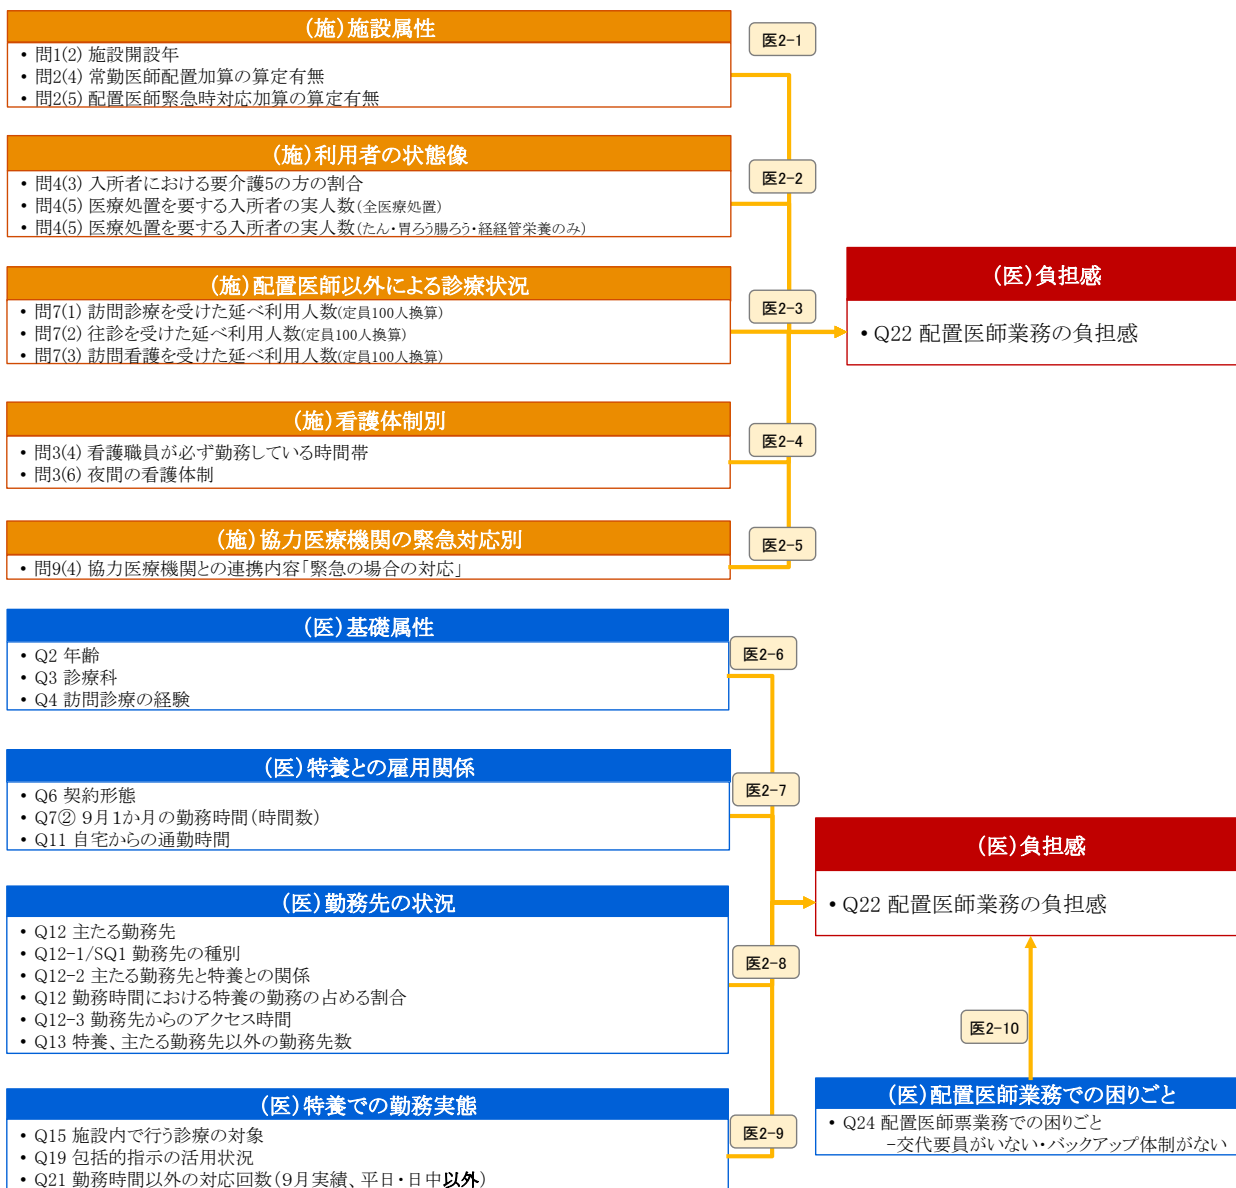 (施)施設属性
• 問1(2) 施設開設年
• 問2(4) 常勤医師配置加算の算定有無
• 問2(5) 配置医師緊急時対応加算の算定有無
医2-1
(施)利用者の状態像
• 問4(3) 入所者における要介護5の方の割合
• 問4(5) 医療処置を要する入所者の実人数(全医療処置)
• 問4(5) 医療処置を要する入所者の実人数(たん・胃ろう腸ろう・経経管栄養のみ)
医2-2
(施)配置医師以外による診療状況
• 問7(1) 訪問診療を受けた延べ利用人数(定員100人換算)
• 問7(2) 往診を受けた延べ利用人数(定員100人換算)
• 問7(3) 訪問看護を受けた延べ利用人数(定員100人換算)
医2-3
(医)負担感
• Q22 配置医師業務の負担感
(施)看護体制別
• 問3(4) 看護職員が必ず勤務している時間帯
• 問3(6) 夜間の看護体制
医2-4
(施)協力医療機関の緊急対応別
• 問9(4) 協力医療機関との連携内容「緊急の場合の対応」
医2-5
(医)基礎属性
• Q2 年齢
• Q3 診療科
• Q4 訪問診療の経験
医2-6
(医)特養との雇用関係
• Q6 契約形態
• Q7② 9月1か月の勤務時間(時間数)
• Q11 自宅からの通勤時間
医2-7
(医)負担感
• Q22 配置医師業務の負担感
(医)勤務先の状況
• Q12 主たる勤務先
• Q12-1/SQ1 勤務先の種別
• Q12-2 主たる勤務先と特養との関係
• Q12 勤務時間における特養の勤務の占める割合
• Q12-3 勤務先からのアクセス時間
• Q13 特養、主たる勤務先以外の勤務先数
医2-8
医2-10
(医)特養での勤務実態
• Q15 施設内で行う診療の対象
• Q19 包括的指示の活用状況
• Q21 勤務時間以外の対応回数(9月実績、平日・日中以外)
医2-9
(医)配置医師業務での困りごと
• Q24 配置医師票業務での困りごと
-交代要員がいない・バックアップ体制がない